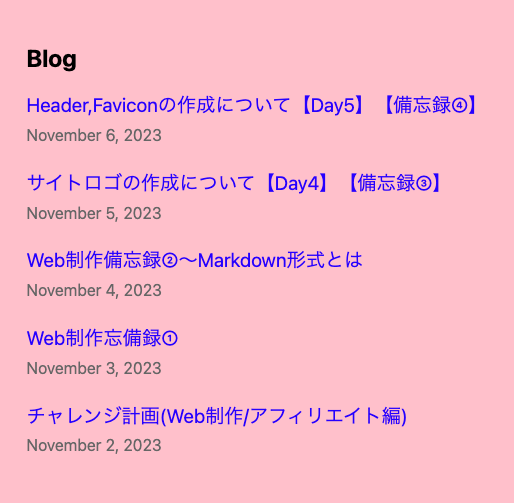 Blog
Header,Faviconの作成について【Day5】【備忘録④】
November 6, 2023
サイトロゴの作成について【Day4】【備忘録③】
November 5, 2023
Web制作備忘録②〜Markdown形式とは
November 4, 2023
Web制作忘備録①
November 3, 2023
チャレンジ計画(Web制作/アフィリエイト編)
November 2, 2023